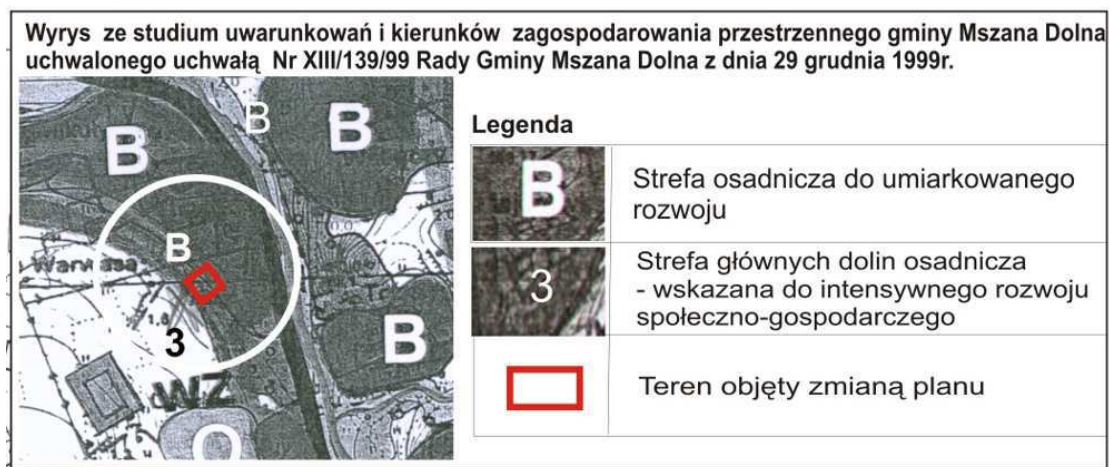 Wyrys ze studium uwarunkowań i kierunków zagospodarowania przestrzennego gminy Mszana Dolna
uchwalonego uchwałą Nr XIII/139/99 Rady Gminy Mszana Dolna z dnia 29 grudnia 1999r.
B
B
B
B
B
3
WZ
O
Legenda
B
Strefa osadnicza do umiarkowanego
rozwoju
3
Strefa głównych dolin osadnicza
- wskazana do intensywnego rozwoju
społeczno-gospodarczego
Teren objęty zmianą planu